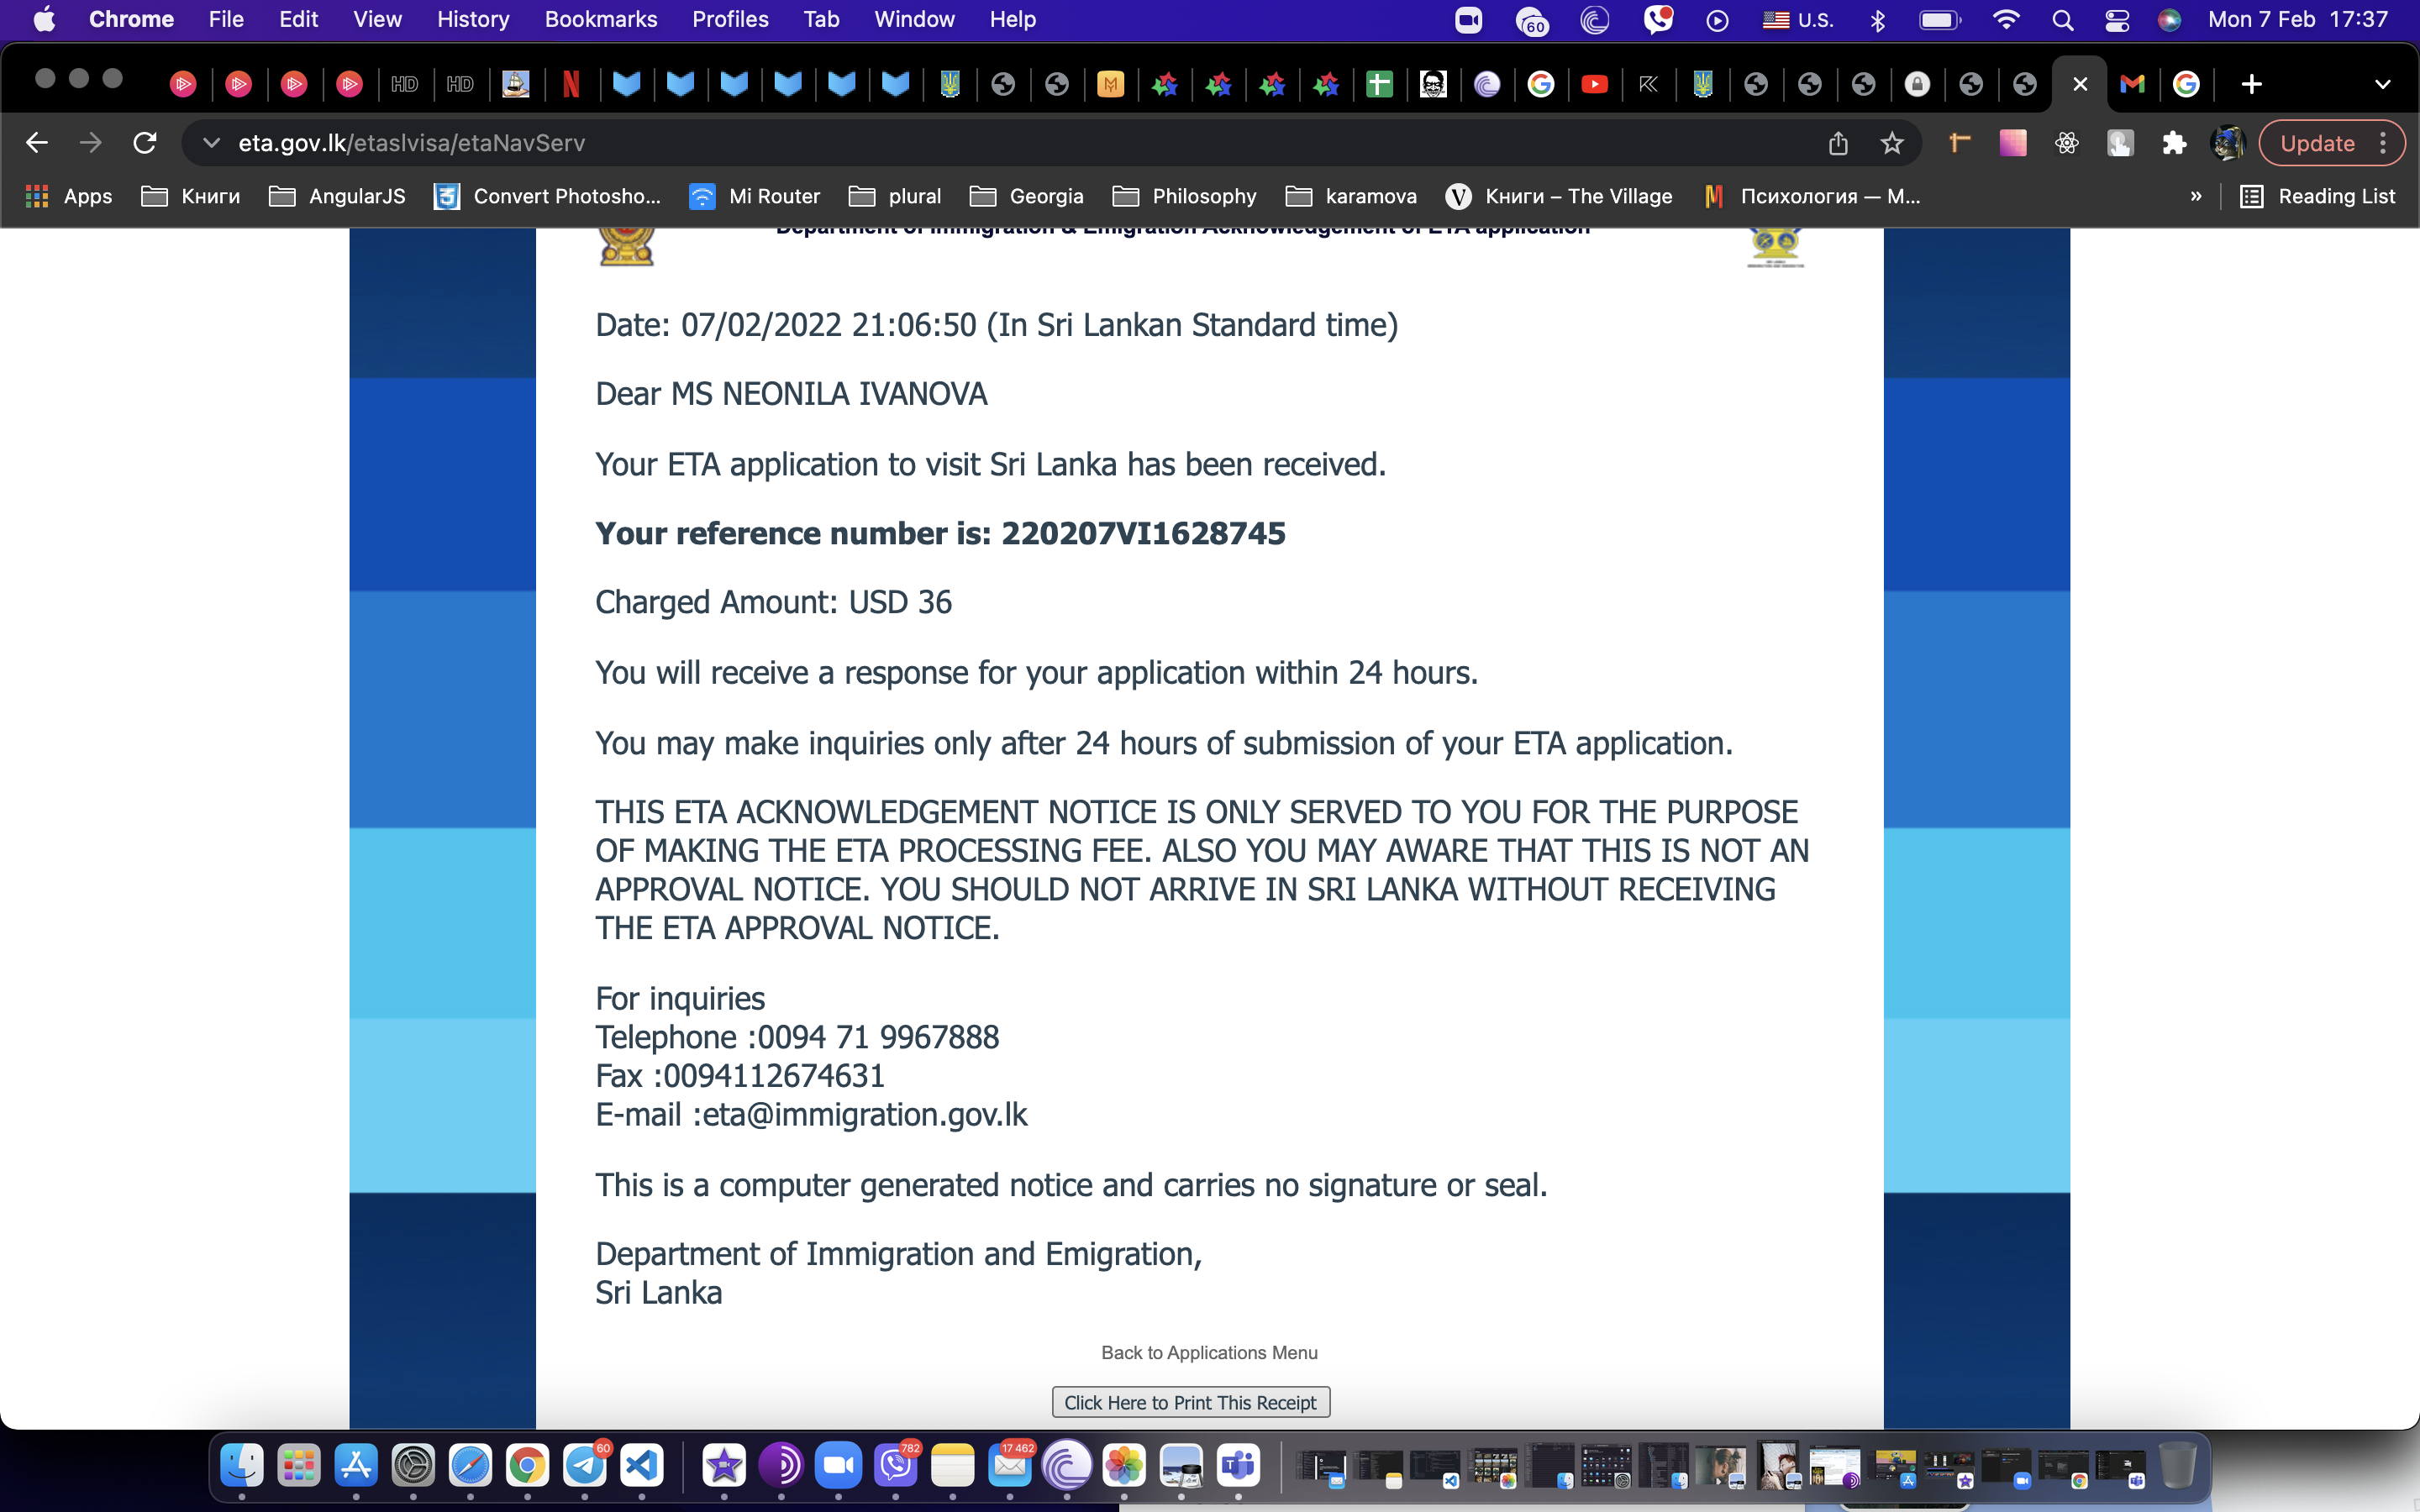 Chrome File Edit View History Bookmarks Profiles Tab Window Help 60 U.S. Mon 7 Feb 17:37
HD HD
eta.gov.lk/etaslvisa/etaNavServ Update
Apps Книги AngularJS Convert Photosho... Mi Router plural Georgia Philosophy karamova Книги – The Village Психология — М... » Reading List
Department of Immigration & Emigration Acknowledgement of ETA application
Date: 07/02/2022 21:06:50 (In Sri Lankan Standard time)
Dear MS NEONILA IVANOVA
Your ETA application to visit Sri Lanka has been received.
Your reference number is: 220207VI1628745
Charged Amount: USD 36
You will receive a response for your application within 24 hours.
You may make inquiries only after 24 hours of submission of your ETA application.
THIS ETA ACKNOWLEDGEMENT NOTICE IS ONLY SERVED TO YOU FOR THE PURPOSE
OF MAKING THE ETA PROCESSING FEE. ALSO YOU MAY AWARE THAT THIS IS NOT AN
APPROVAL NOTICE. YOU SHOULD NOT ARRIVE IN SRI LANKA WITHOUT RECEIVING
THE ETA APPROVAL NOTICE.
For inquiries
Telephone :0094 71 9967888
Fax :0094112674631
E-mail :eta@immigration.gov.lk
This is a computer generated notice and carries no signature or seal.
Department of Immigration and Emigration,
Sri Lanka
Back to Applications Menu
Click Here to Print This Receipt
60 782 17 462